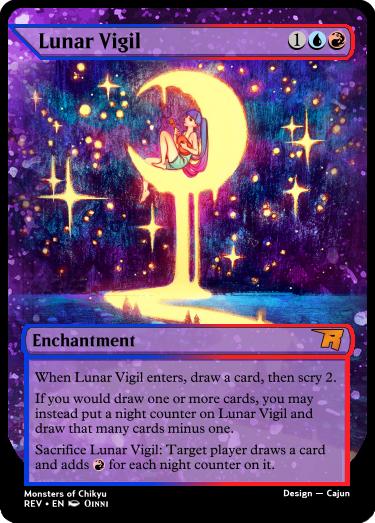 Lunar Vigil 1
Enchantment
When Lunar Vigil enters, draw a card, then scry 2.
If you would draw one or more cards, you may
instead put a night counter on Lunar Vigil and
draw that many cards minus one.
Sacrifice Lunar Vigil: Target player draws a card
and adds for each night counter on it.
Monsters of Chikyu
REV • EN OINNI
Design — Cajun